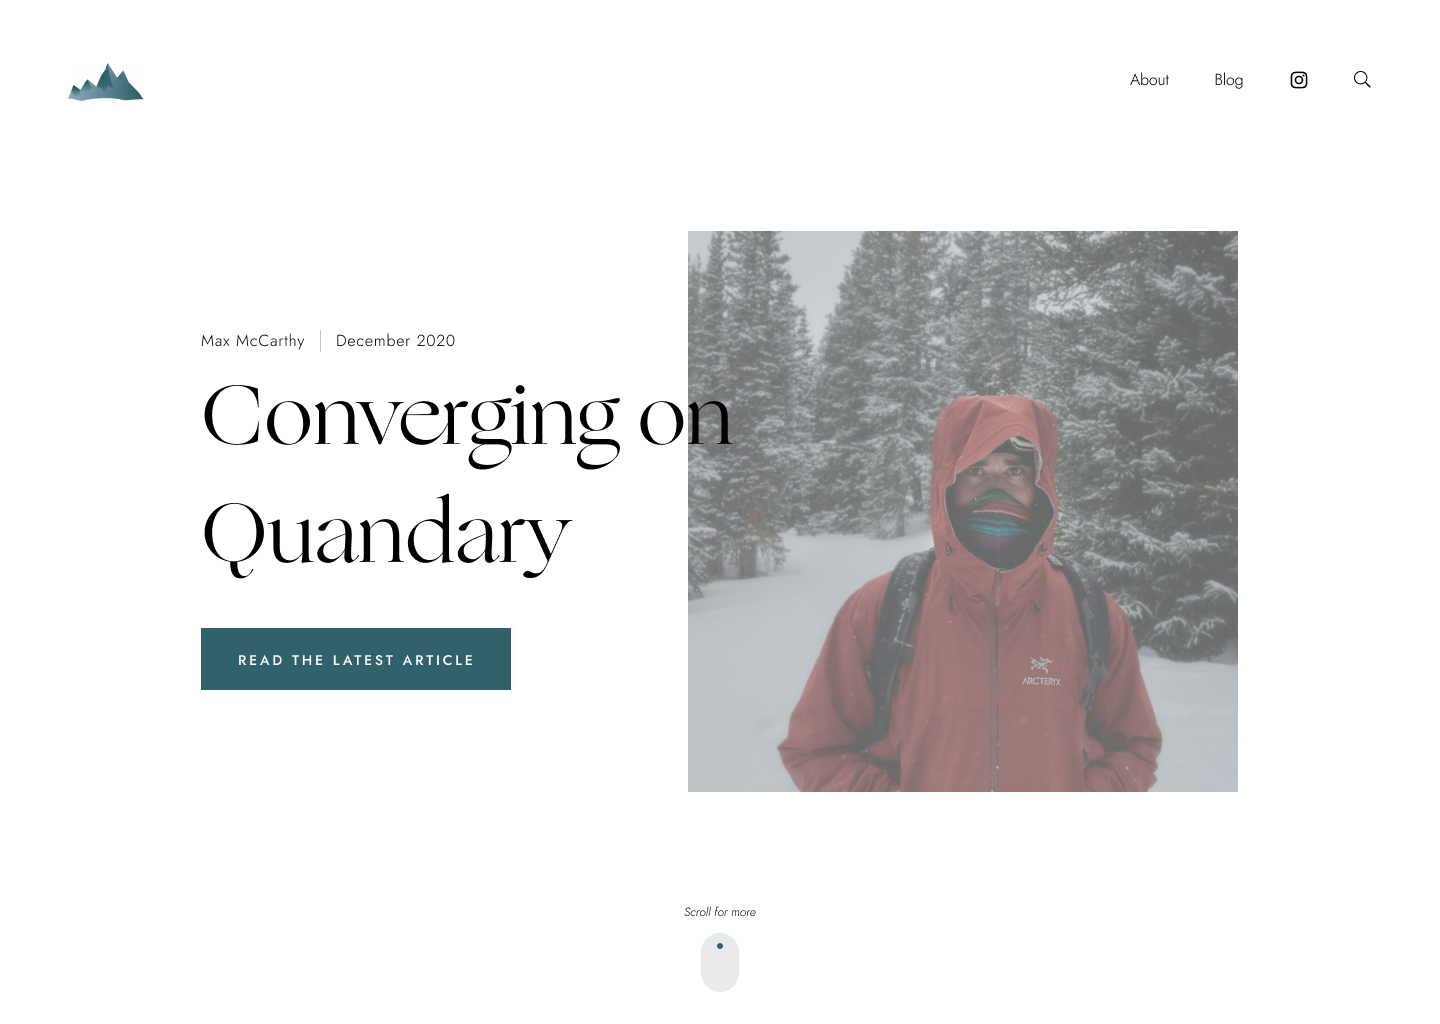 About
Blog
Max McCarthy
December 2020
Converging on
Quandary
READ THE LATEST ARTICLE
ARC'TERYX
Scroll for more